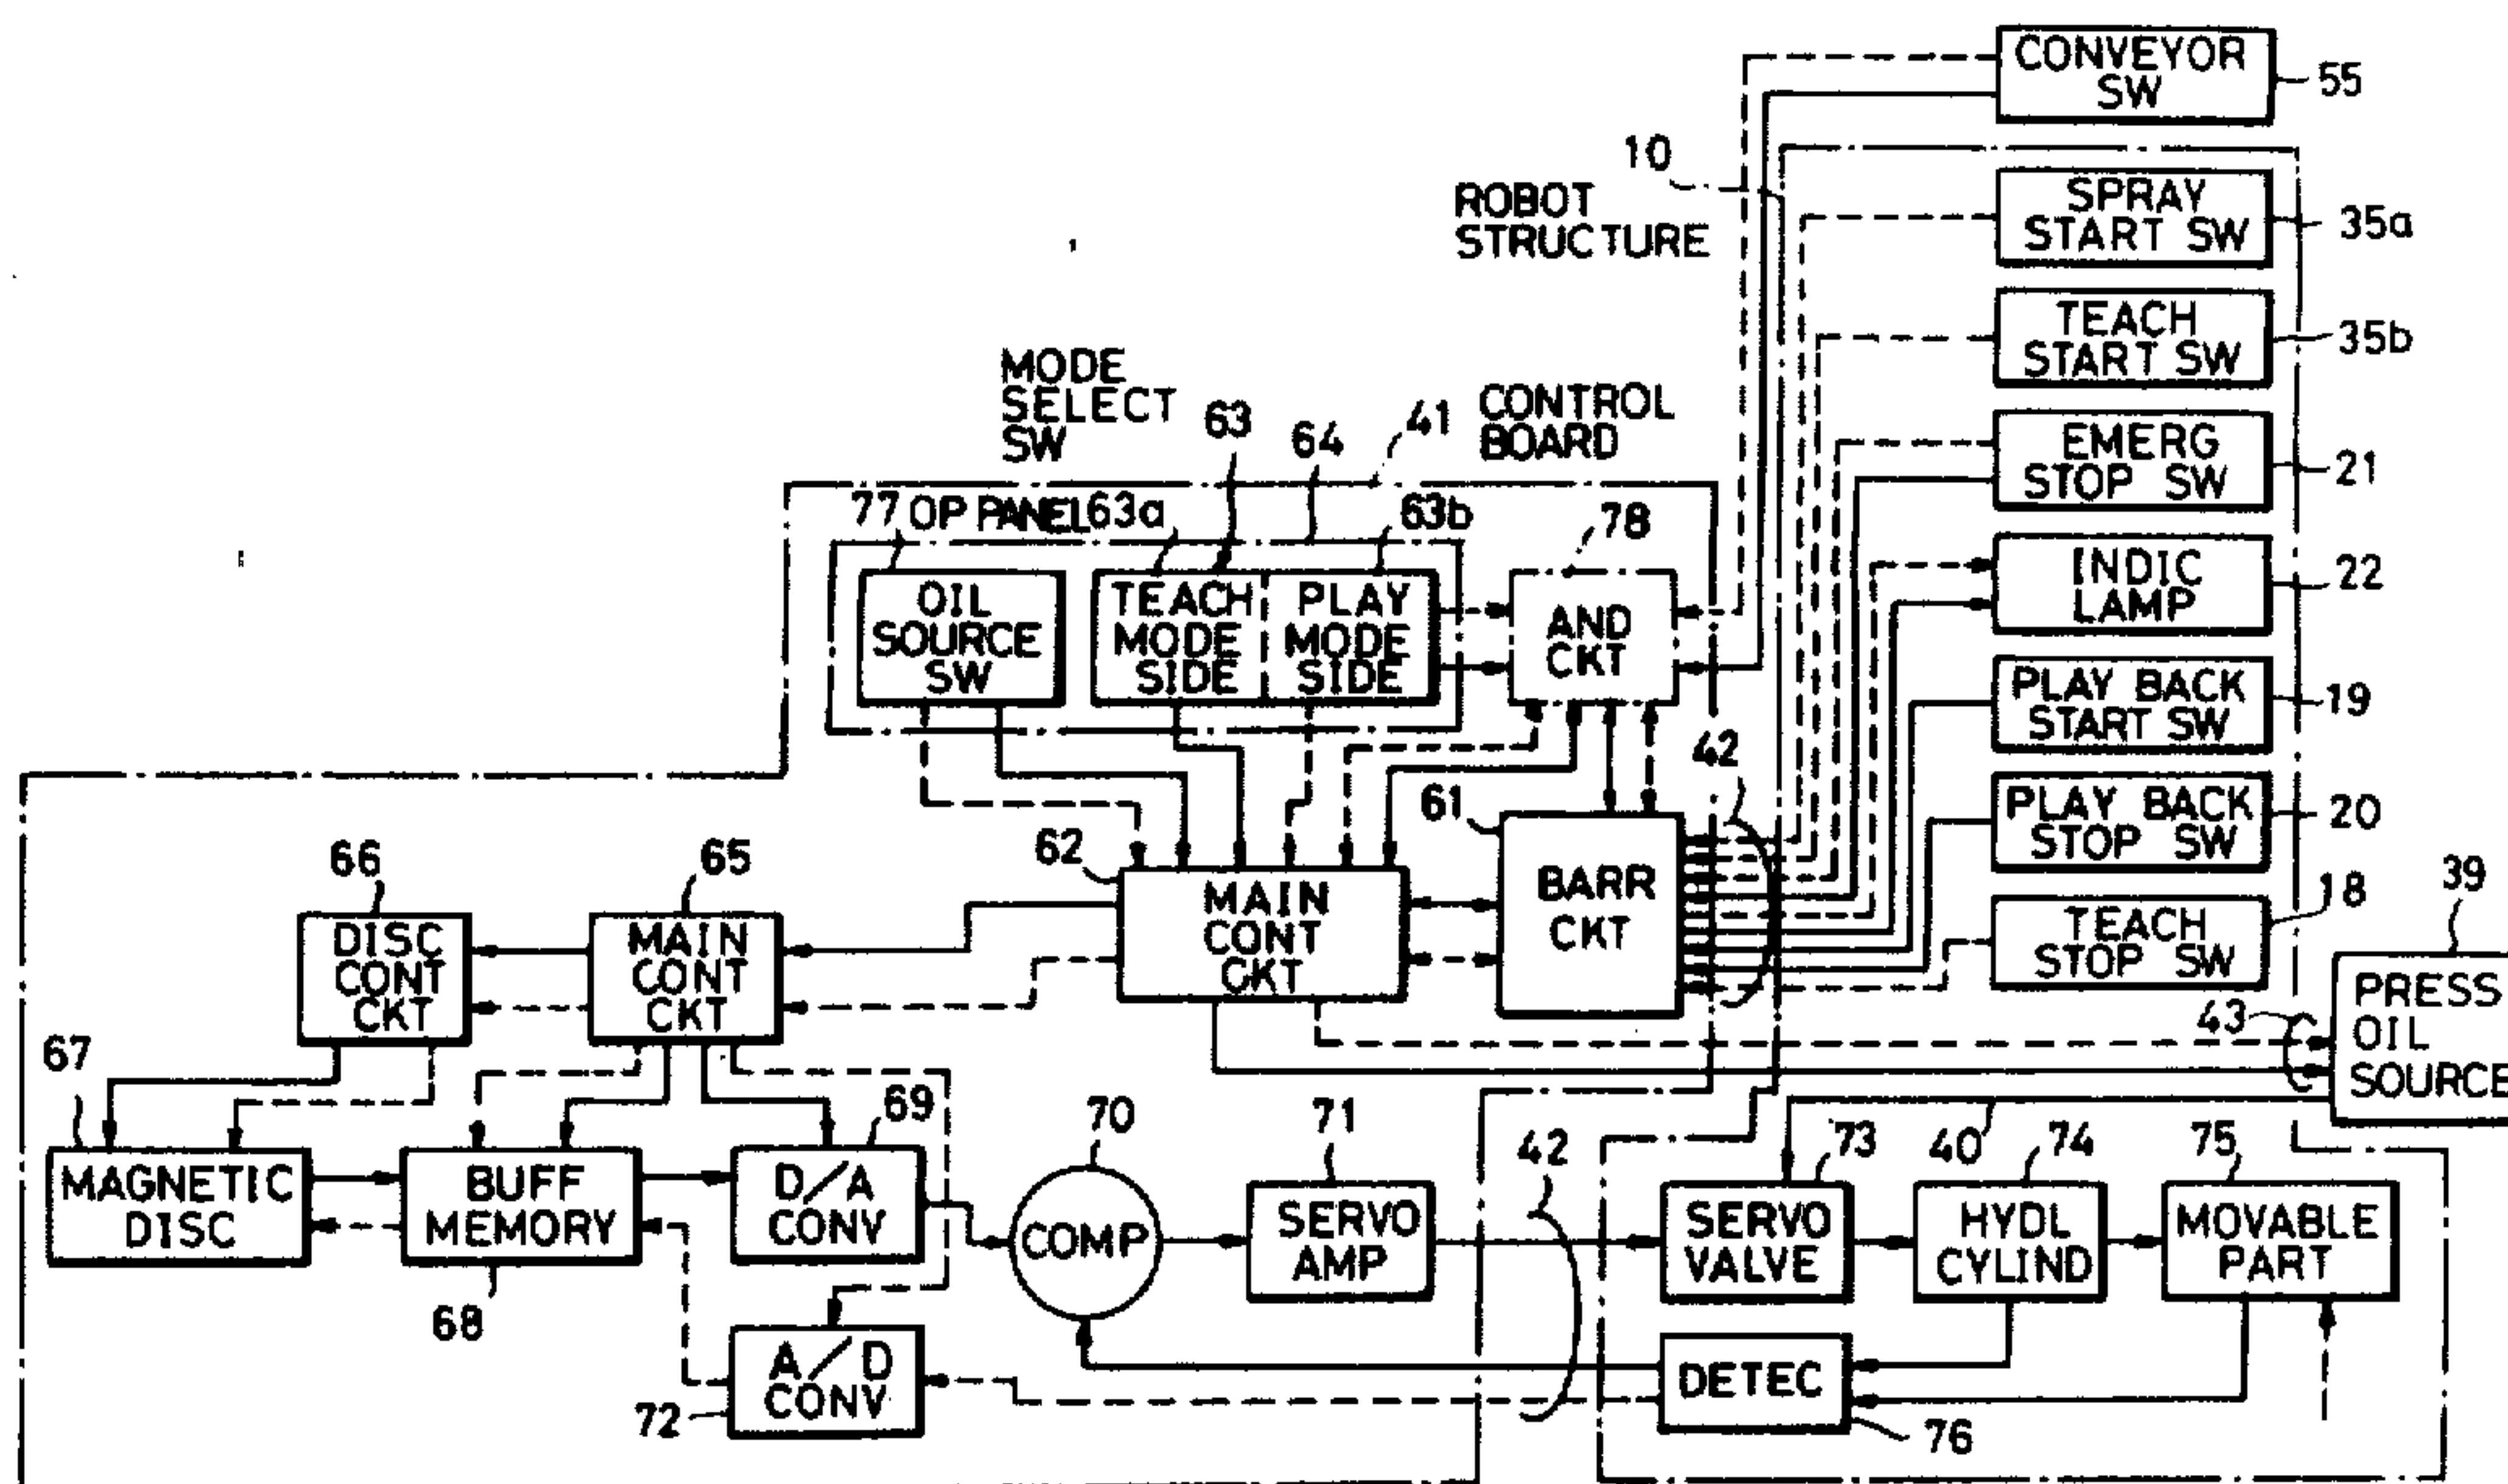 CONVEYOR
SW
55
10
ROBOT
STRUCTURE
SPRAY
START SW
35a
TEACH
START SW
35b
MODE
SELECT
SW
63
64
41
CONTROL
BOARD
EMERG
STOP SW
21
77
OP PANEL
63a
63b
78
OIL
SOURCE
SW
TEACH
MODE
SIDE
PLAY
MODE
SIDE
AND
CKT
INDIC
LAMP
22
PLAY BACK
START SW
19
42
61
PLAY BACK
STOP SW
20
66
65
62
MAIN
CONT
CKT
BARR
CKT
TEACH
STOP SW
18
39
DISC
CONT
CKT
MAIN
CONT
CKT
43
PRESS
OIL
SOURCE
67
69
70
71
42
73
40
74
75
MAGNETIC
DISC
BUFF
MEMORY
D/A
CONV
COMP
SERVO
AMP
SERVO
VALVE
HYDL
CYLIND
MOVABLE
PART
68
A/D
CONV
72
DETEC
76